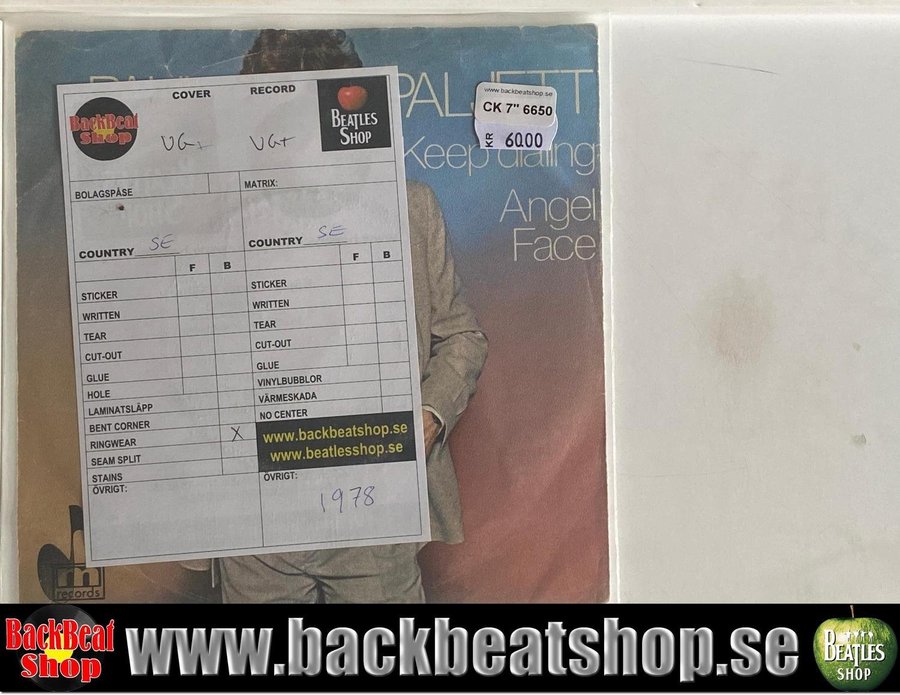 PAUL PALJETT
Keep dialing
Angel
Face
www.backbeatshop.se
CK 7" 6650
KR 6000
BackBeat
Shop
COVER RECORD
BEATLES
SHOP
VG+ VG+
BOLAGSPÅSE MATRIX:
COUNTRY SE COUNTRY SE
F B F B
STICKER STICKER
WRITTEN WRITTEN
TEAR TEAR
CUT-OUT CUT-OUT
GLUE GLUE
HOLE VINYLBUBBLOR
LAMINATSLÄPP VÄRMESKADA
BENT CORNER NO CENTER
RINGWEAR X
SEAM SPLIT
STAINS
www.backbeatshop.se
www.beatlesshop.se
ÖVRIGT: ÖVRIGT:
1978
m
records
BackBeat
Shop
www.backbeatshop.se
BEATLES
SHOP